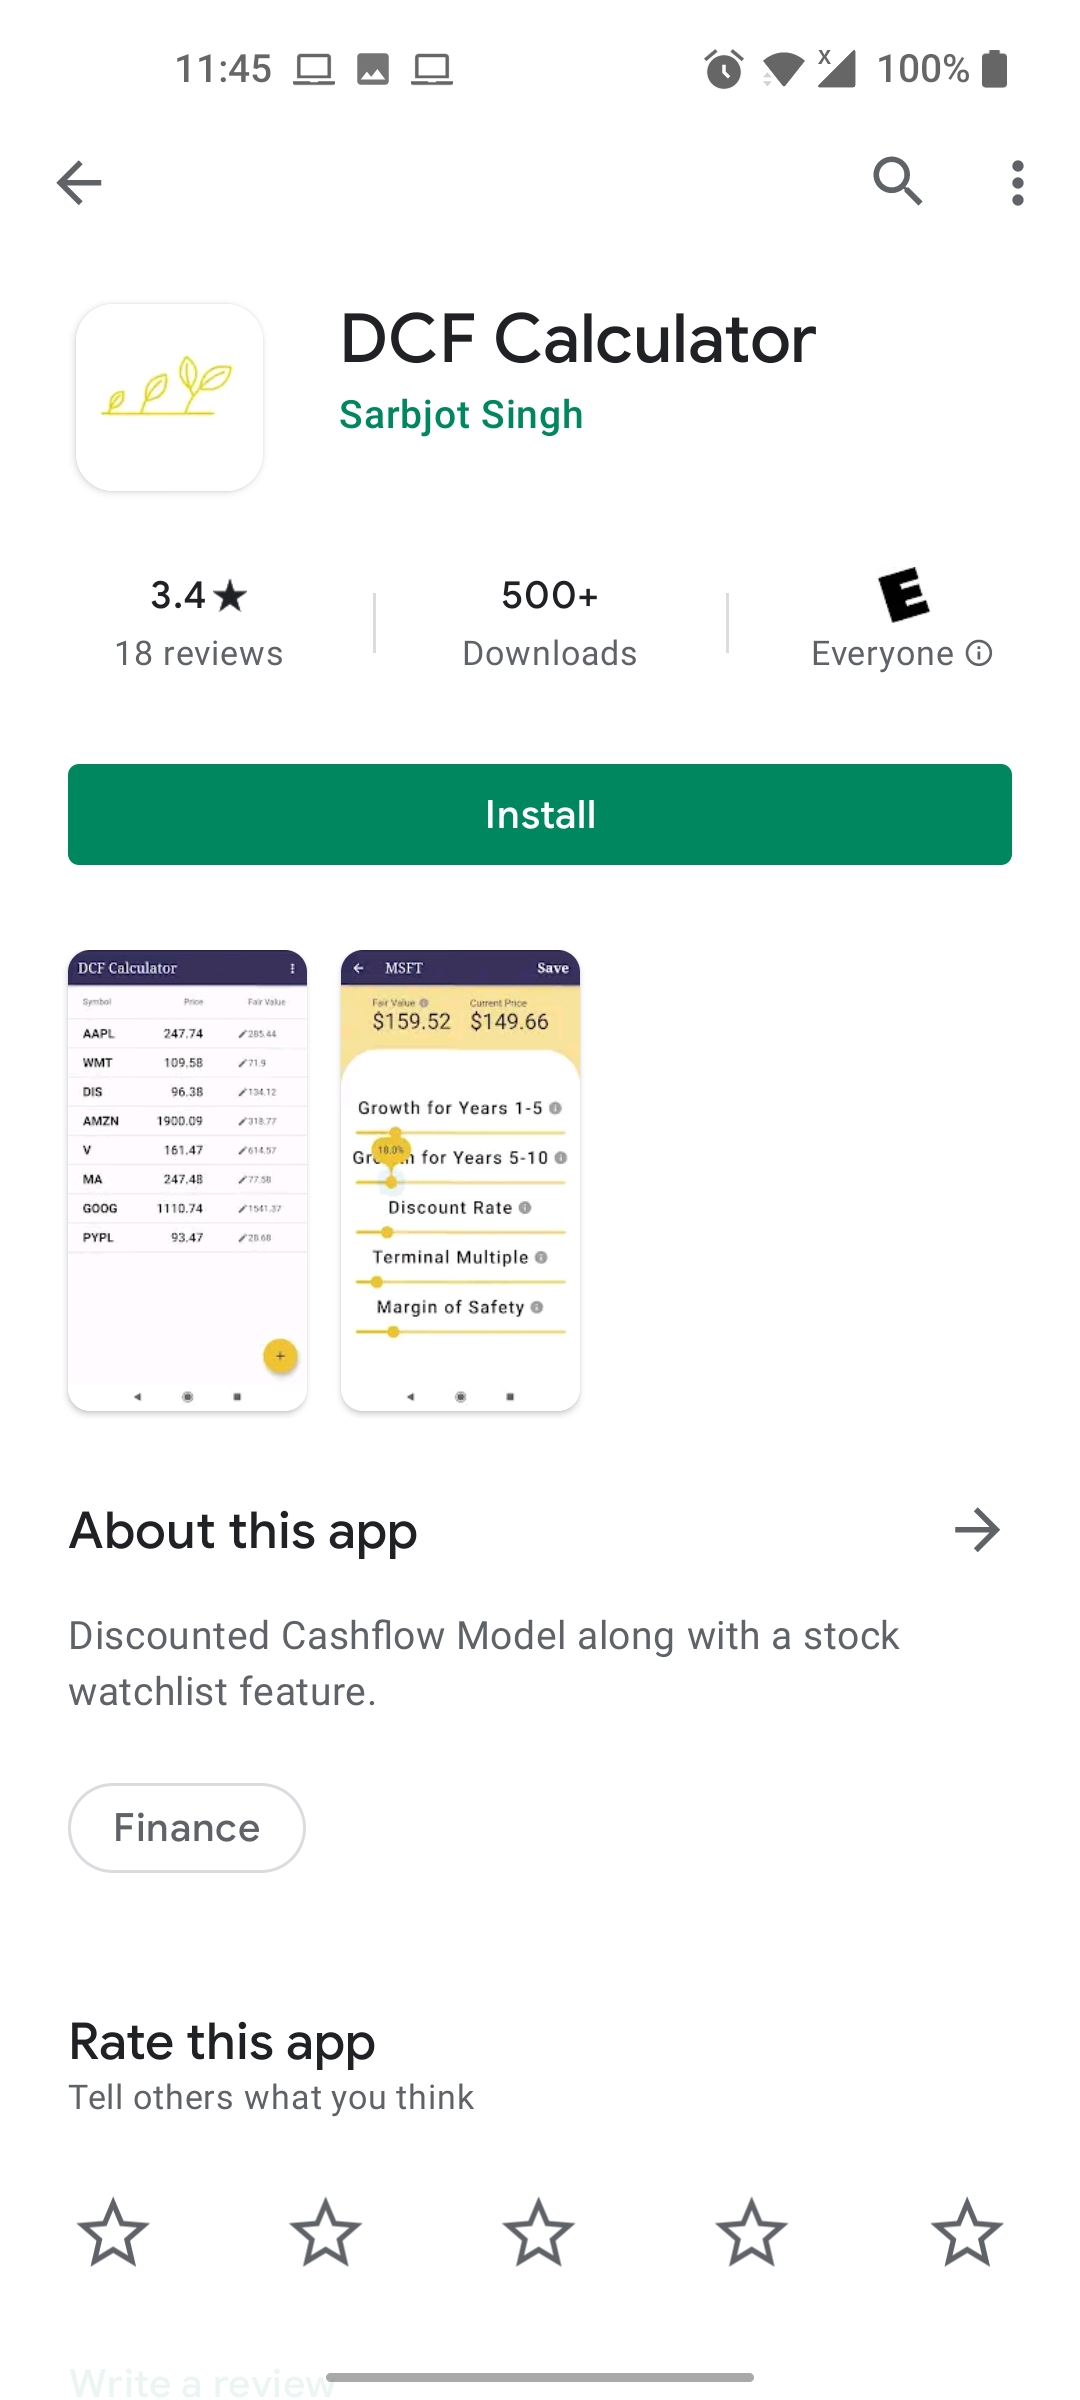 11:45
x
100%
DCF Calculator
Sarbjot Singh
3.4★
18 reviews
500+
Downloads
E
Everyone
Install
DCF Calculator
Symbol Price Fair Value
AAPL 247.74 285.44
WMT 109.58 71.9
DIS 96.38 134.12
AMZN 1900.09 318.77
V 161.47 614.57
MA 247.48 77.58
GOOG 1110.74 1541.37
PYPL 93.47 28.68
+
MSFT Save
Fair Value Current Price
$159.52 $149.66
Growth for Years 1-5
18.0%
for Years 5-10
Discount Rate
Terminal Multiple
Margin of Safety
About this app
Discounted Cashflow Model along with a stock
watchlist feature.
Finance
Rate this app
Tell others what you think
Write a review